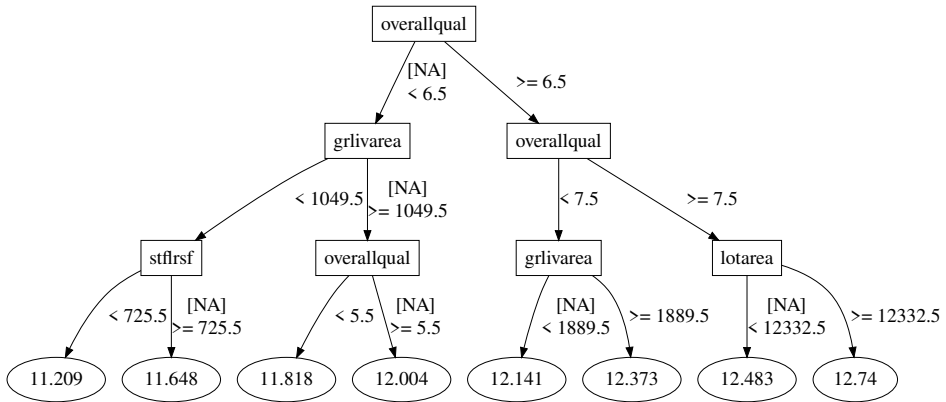 overallqual
[NA]
< 6.5
>= 6.5
grlivarea
overallqual
< 1049.5
[NA]
>= 1049.5
< 7.5
>= 7.5
stflrsf
overallqual
grlivarea
lotarea
< 725.5
[NA]
>= 725.5
< 5.5
[NA]
>= 5.5
[NA]
< 1889.5
>= 1889.5
[NA]
< 12332.5
>= 12332.5
11.209
11.648
11.818
12.004
12.141
12.373
12.483
12.74